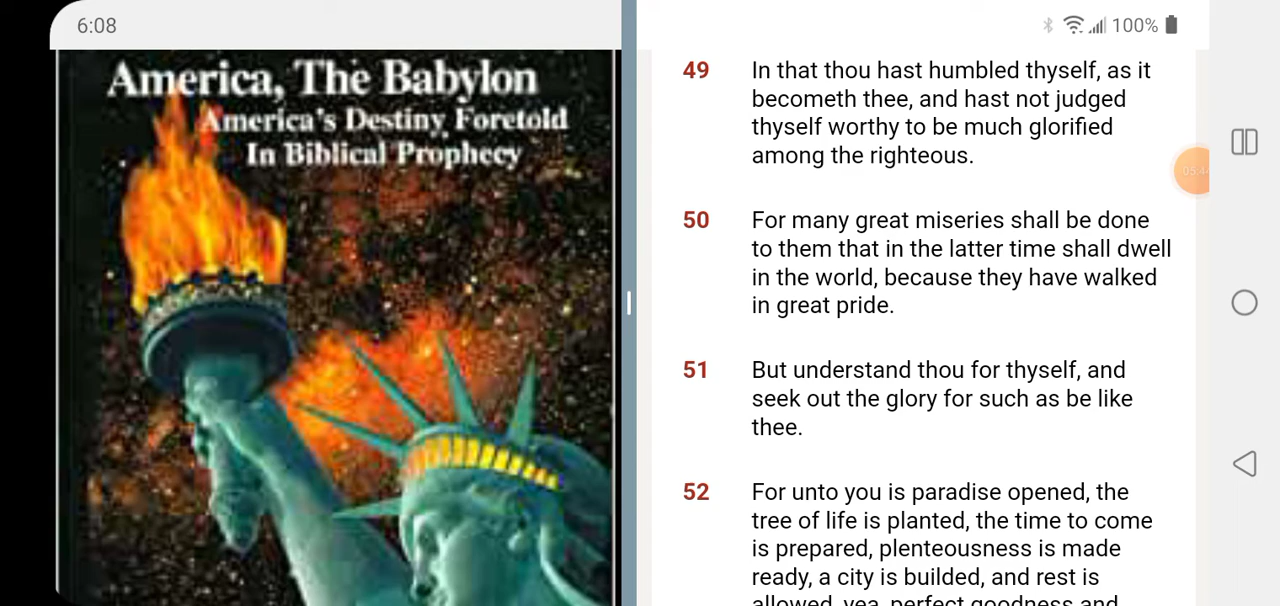 6:08
100%
America, The Babylon
America's Destiny Foretold
In Biblical Prophecy
49 In that thou hast humbled thyself, as it
becometh thee, and hast not judged
thyself worthy to be much glorified
among the righteous.
50 For many great miseries shall be done
to them that in the latter time shall dwell
in the world, because they have walked
in great pride.
51 But understand thou for thyself, and
seek out the glory for such as be like
thee.
52 For unto you is paradise opened, the
tree of life is planted, the time to come
is prepared, plenteousness is made
ready, a city is builded, and rest is
allowed, yea, perfect goodness and